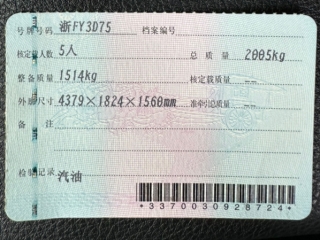 号牌号码 浙FY3D75 档案编号
核定载人数 5人 总质量 2005kg
整备质量 1514kg 核定载质量 --
外廓尺寸 4379×1824×1560mm 准牵引总质量 --
备注
检验记录 汽油
*3370030928724*